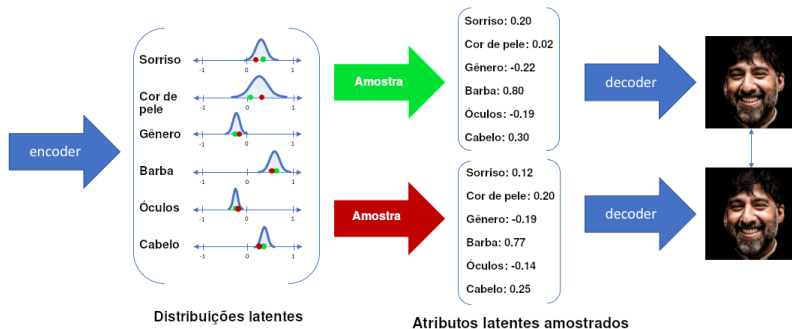 encoder
Sorriso
-1 0 1
Cor de
pele
-1 0 1
Gênero
-1 0 1
Barba
-1 0 1
Óculos
-1 0 1
Cabelo
-1 0 1
Distribuições latentes
Amostra
Sorriso: 0.20
Cor de pele: 0.02
Gênero: -0.22
Barba: 0.80
Óculos: -0.19
Cabelo: 0.30
decoder
Amostra
Sorriso: 0.12
Cor de pele: 0.20
Gênero: -0.19
Barba: 0.77
Óculos: -0.14
Cabelo: 0.25
decoder
Atributos latentes amostrados